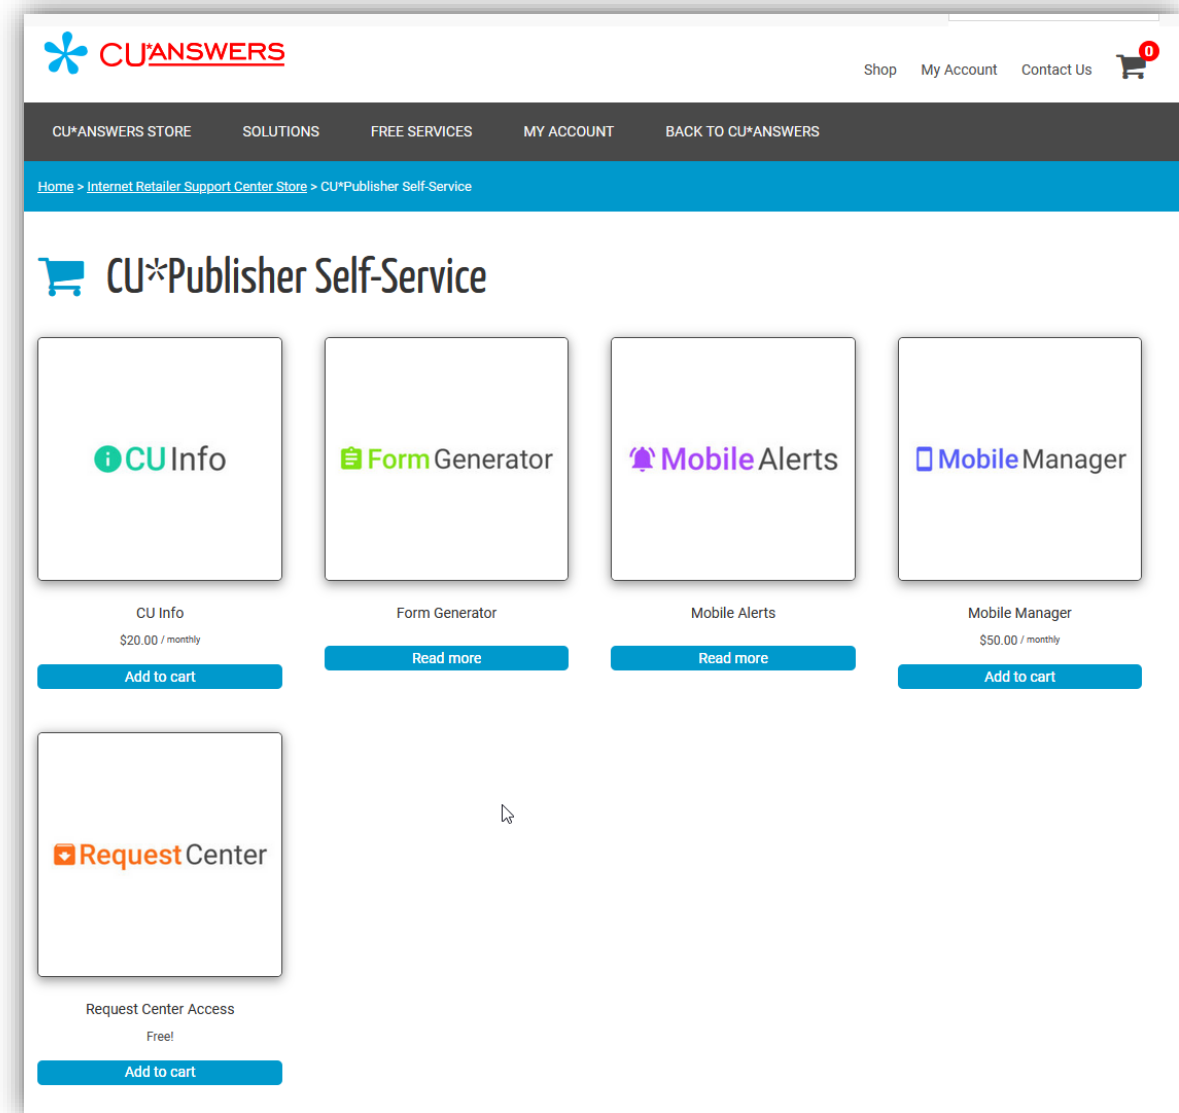 CU*ANSWERS
0
Shop My Account Contact Us
CU*ANSWERS STORE SOLUTIONS FREE SERVICES MY ACCOUNT BACK TO CU*ANSWERS
Home > Internet Retailer Support Center Store > CU*Publisher Self-Service
CU*Publisher Self-Service
CU Info
Form Generator
Mobile Alerts
Mobile Manager
CU Info
Form Generator
Mobile Alerts
Mobile Manager
$20.00 / monthly
$50.00 / monthly
Read more
Read more
Add to cart
Add to cart
Request Center
Request Center Access
Free!
Add to cart